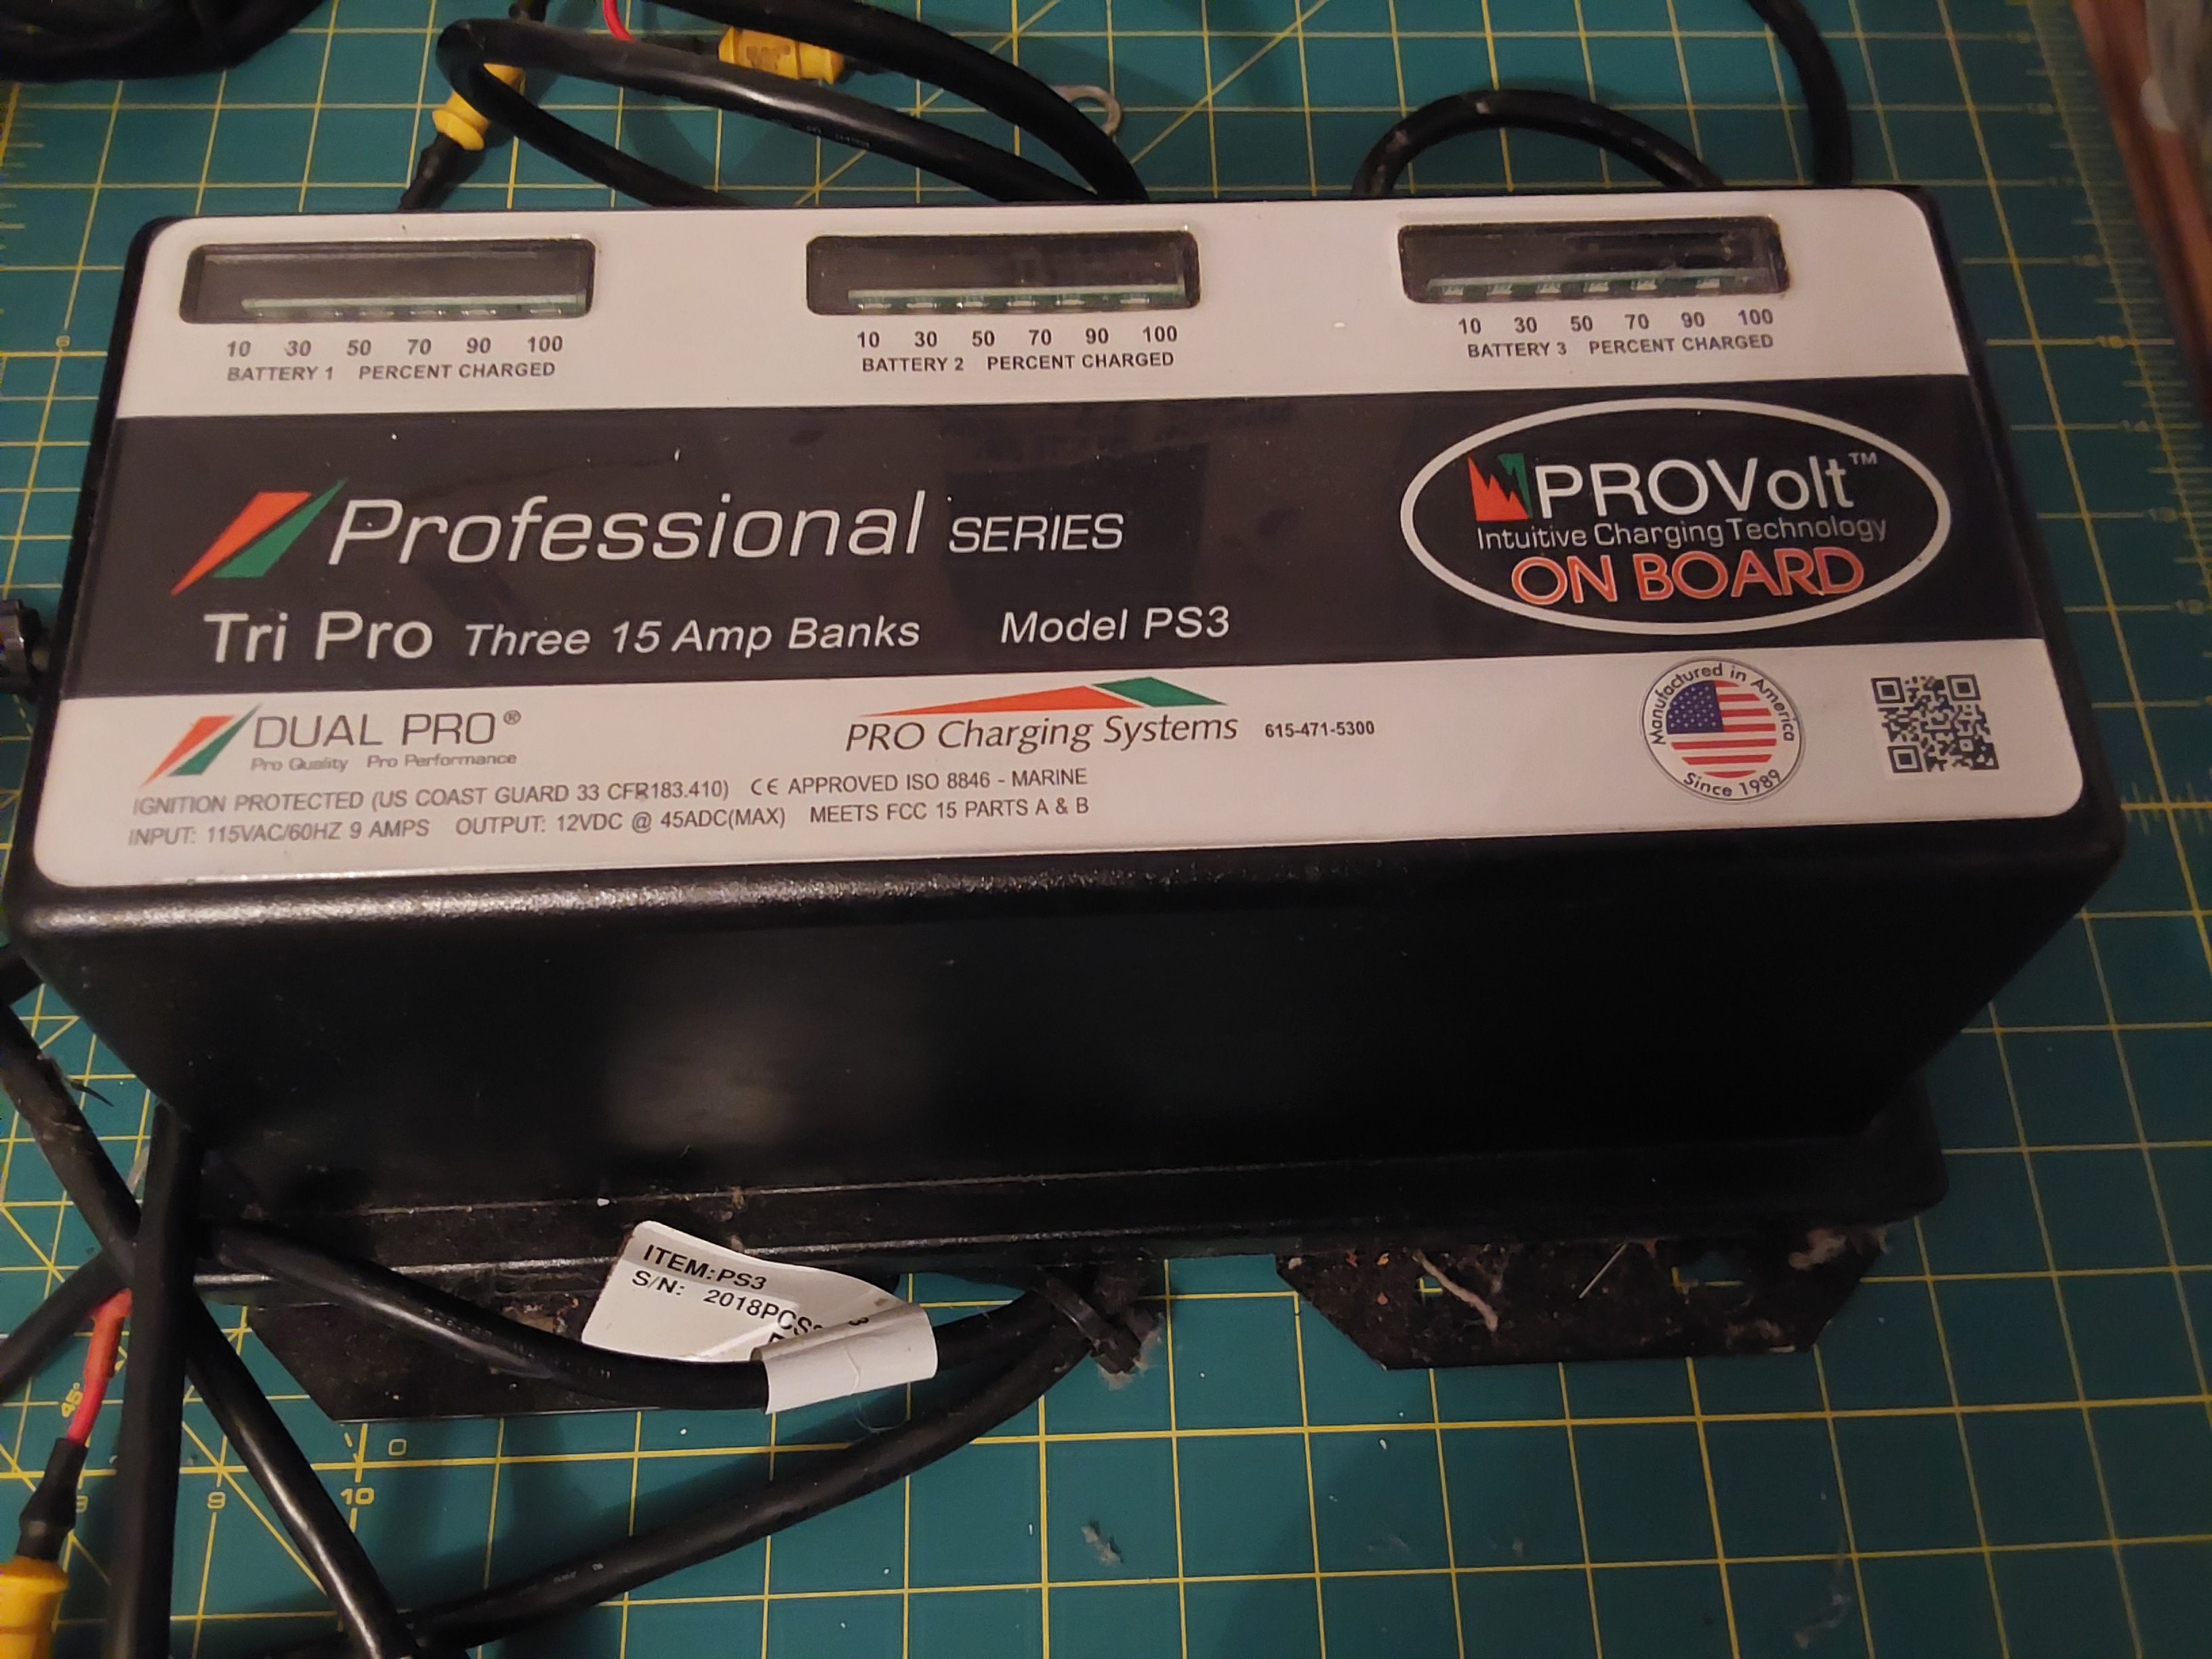 10 30 50 70 90 100
BATTERY 1 PERCENT CHARGED
10 30 50 70 90 100
BATTERY 2 PERCENT CHARGED
10 30 50 70 90 100
BATTERY 3 PERCENT CHARGED
Professional SERIES
PROVolt™
Intuitive Charging Technology
ON BOARD
Tri Pro Three 15 Amp Banks Model PS3
DUAL PRO®
Pro Quality Pro Performance
PRO Charging Systems 615-471-5300
Manufactured in America
Since 1989
IGNITION PROTECTED (US COAST GUARD 33 CFR183.410) CE APPROVED ISO 8846 - MARINE
INPUT: 115VAC/60HZ 9 AMPS OUTPUT: 12VDC @ 45ADC(MAX) MEETS FCC 15 PARTS A & B
ITEM:PS3
S/N: 2018PCS
45°
0
9
10